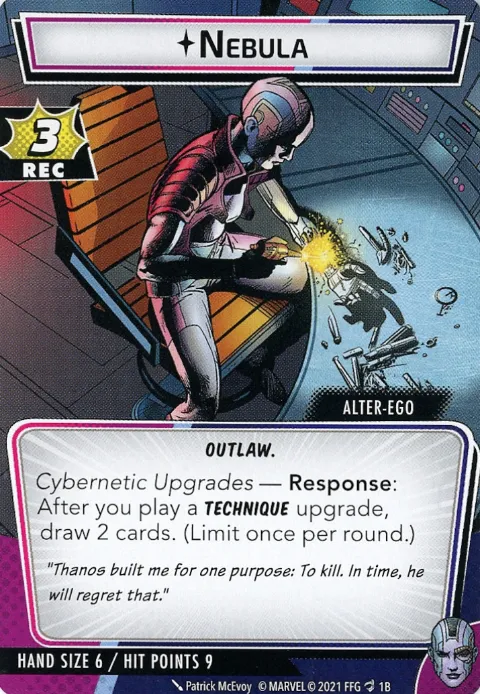 NEBULA
3
REC
ALTER-EGO
OUTLAW.
Cybernetic Upgrades — Response:
After you play a TECHNIQUE upgrade,
draw 2 cards. (Limit once per round.)
"Thanos built me for one purpose: To kill. In time, he
will regret that."
HAND SIZE 6 / HIT POINTS 9
Patrick McEvoy © MARVEL © 2021 FFG 1B